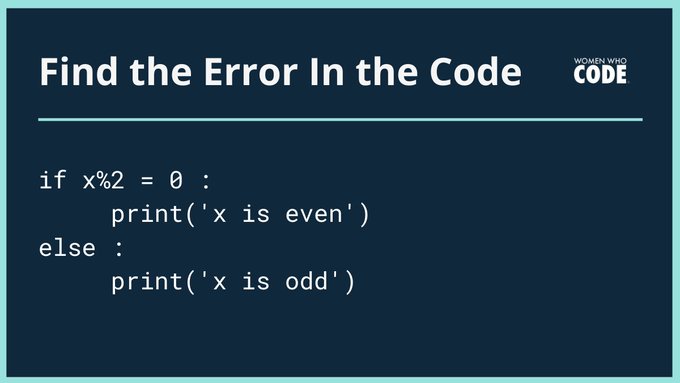 Find the Error In the Code
WOMEN WHO
CODE
if x%2 = 0 :
     print('x is even')
else :
     print('x is odd')